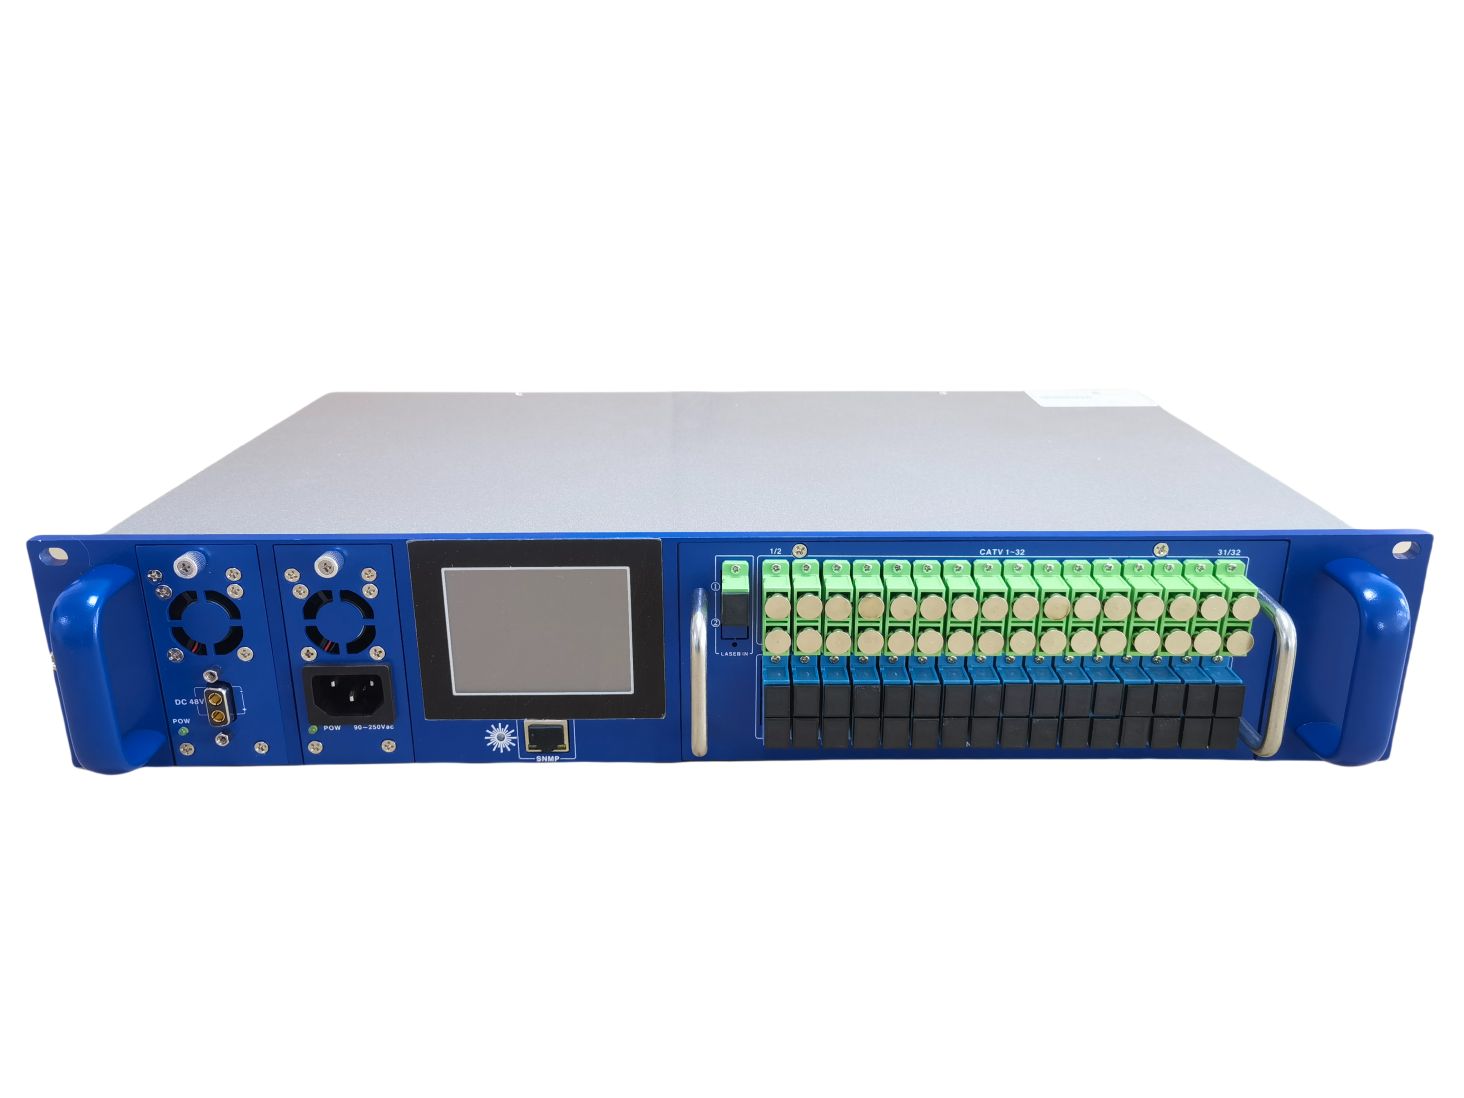 1/2
CATV 1~32
31/32
①
②
LASER IN
DC 48V
- +
POW
POW
90~250Vac
SNMP